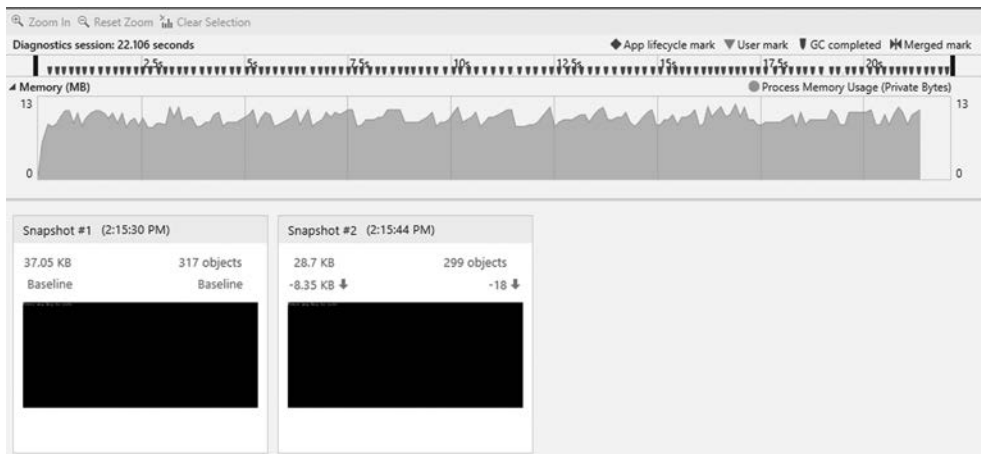 Zoom In Reset Zoom Clear Selection
Diagnostics session: 22.106 seconds App lifecycle mark User mark GC completed Merged mark
2.5s 5s 7.5s 10s 12.5s 15s 17.5s 20s
Memory (MB) Process Memory Usage (Private Bytes)
13 13
0 0
Snapshot #1 (2:15:30 PM) Snapshot #2 (2:15:44 PM)
37.05 KB 317 objects 28.7 KB 299 objects
Baseline Baseline -8.35 KB -18